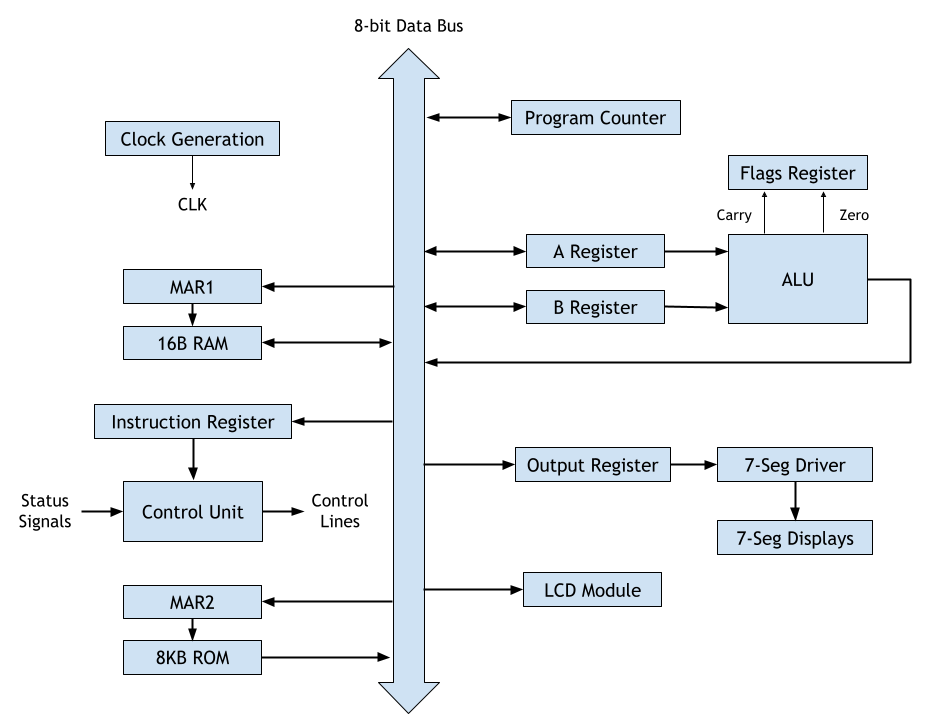 8-bit Data Bus
Program Counter
Clock Generation
CLK
Flags Register
Carry
Zero
A Register
ALU
B Register
MAR1
16B RAM
Instruction Register
Output Register
7-Seg Driver
Status
Signals
Control Unit
Control
Lines
7-Seg Displays
LCD Module
MAR2
8KB ROM